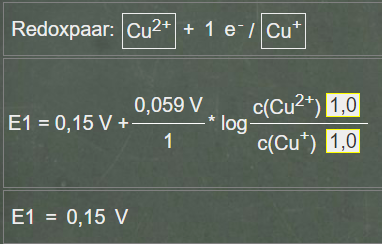 Redoxpaar: Cu²⁺ + 1 e⁻ / Cu⁺
E1 = 0,15 V + 0,059 V / 1 * log c(Cu²⁺) 1,0 / c(Cu⁺) 1,0
E1 = 0,15 V